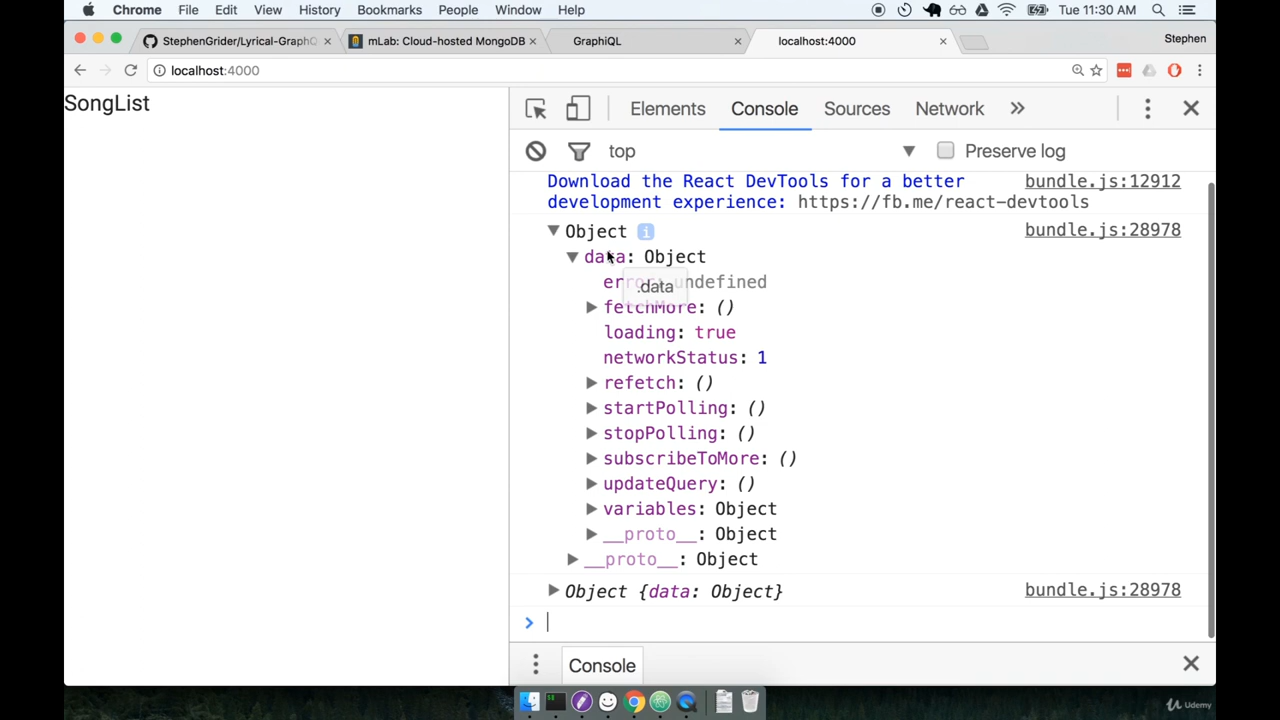 Chrome File Edit View History Bookmarks People Window Help Tue 11:30 AM
StephenGrider/Lyrical-GraphQ mLab: Cloud-hosted MongoDB GraphiQL localhost:4000 Stephen
localhost:4000
SongList
Elements Console Sources Network
top Preserve log
Download the React DevTools for a better bundle.js:12912
development experience: https://fb.me/react-devtools
Object bundle.js:28978
data: Object
error: undefined
.data
fetchMore: ()
loading: true
networkStatus: 1
refetch: ()
startPolling: ()
stopPolling: ()
subscribeToMore: ()
updateQuery: ()
variables: Object
__proto__: Object
__proto__: Object
Object {data: Object} bundle.js:28978
Console
Udemy